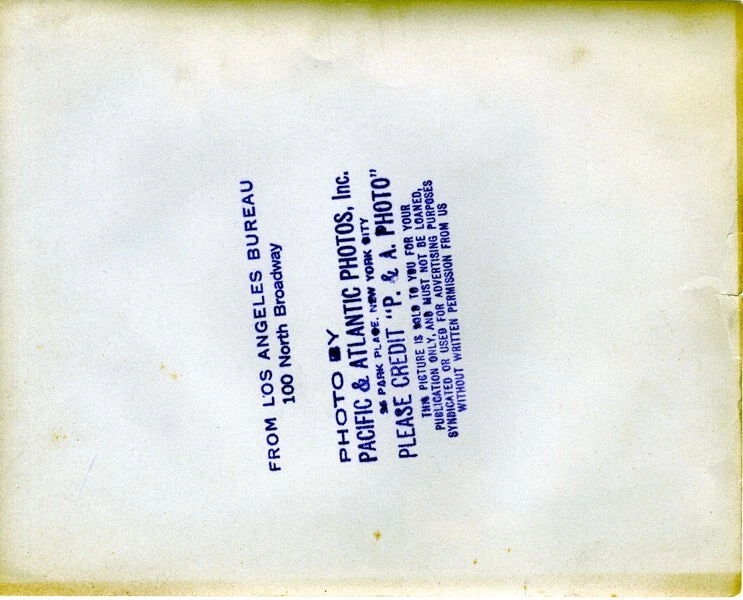 FROM LOS ANGELES BUREAU
100 North Broadway
PHOTO BY
PACIFIC & ATLANTIC PHOTOS, Inc.
25 PARK PLACE, NEW YORK CITY
PLEASE CREDIT "P. & A. PHOTO"
THIS PICTURE IS SOLD TO YOU FOR YOUR
PUBLICATION ONLY, AND MUST NOT BE LOANED,
SYNDICATED OR USED FOR ADVERTISING PURPOSES
WITHOUT WRITTEN PERMISSION FROM US